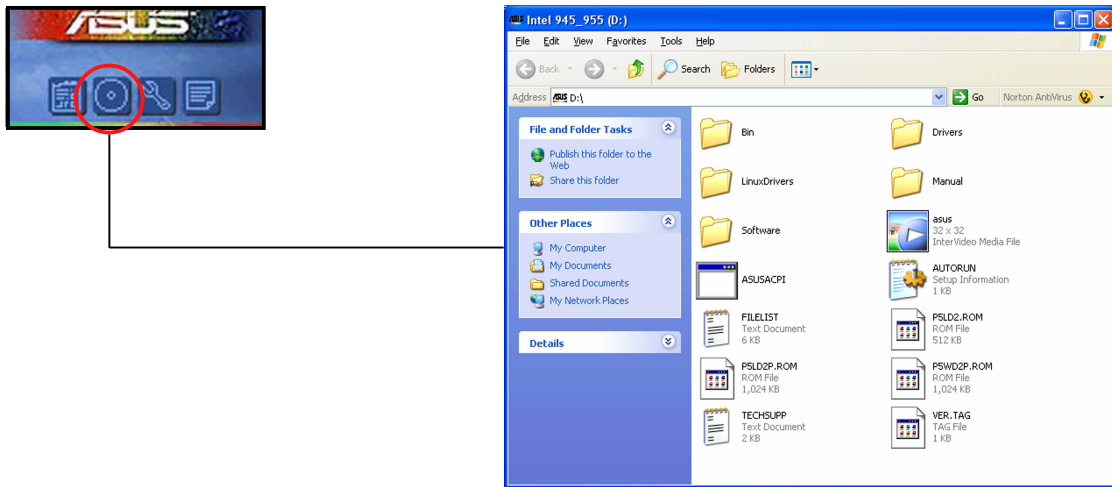 ASUS
Intel 945_955 (D:)
File Edit View Favorites Tools Help
Back Search Folders
Address D:\ Go Norton AntiVirus
File and Folder Tasks
Publish this folder to the
Web
Share this folder
Other Places
My Computer
My Documents
Shared Documents
My Network Places
Details
Bin
Drivers
LinuxDrivers
Manual
Software
asus
32 x 32
InterVideo Media File
ASUSACPI
AUTORUN
Setup Information
1 KB
FILELIST
Text Document
6 KB
P5LD2.ROM
ROM File
512 KB
P5LD2P.ROM
ROM File
1,024 KB
P5WD2P.ROM
ROM File
1,024 KB
TECHSUPP
Text Document
2 KB
VER.TAG
TAG File
1 KB